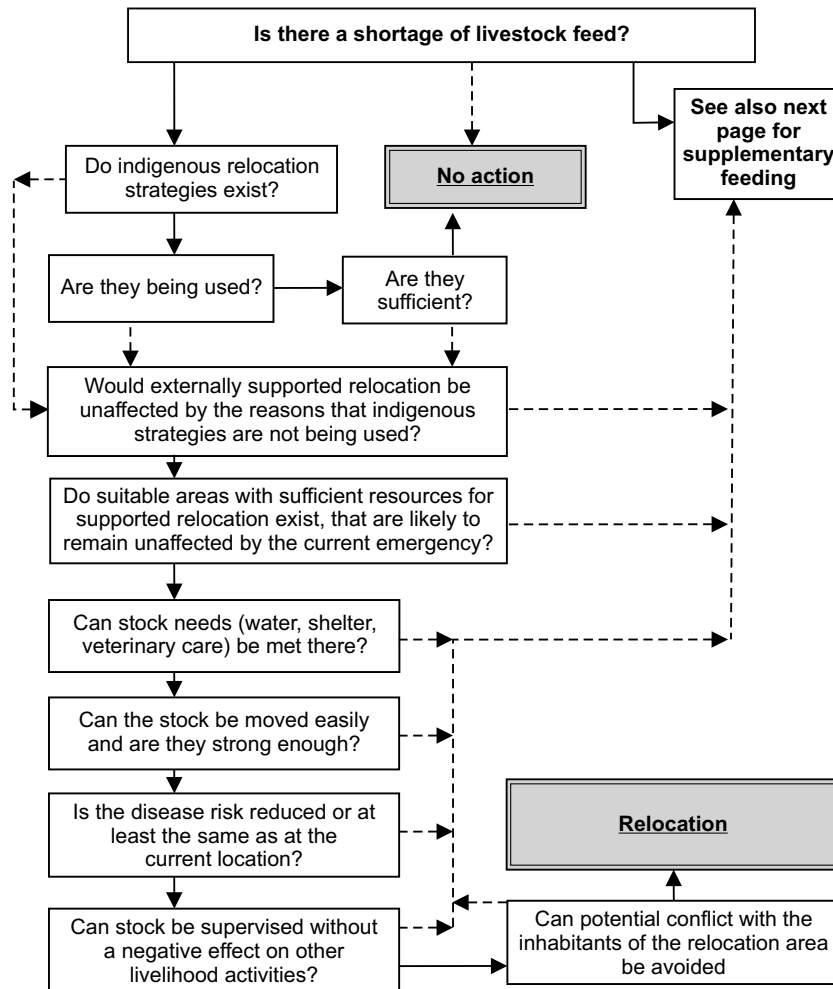 Is there a shortage of livestock feed?
See also next
page for
supplementary
feeding
Do indigenous relocation
strategies exist?
No action
Are they being used?
Are they
sufficient?
Would externally supported relocation be
unaffected by the reasons that indigenous
strategies are not being used?
Do suitable areas with sufficient resources for
supported relocation exist, that are likely to
remain unaffected by the current emergency?
Can stock needs (water, shelter,
veterinary care) be met there?
Can the stock be moved easily
and are they strong enough?
Is the disease risk reduced or at
least the same as at the
current location?
Relocation
Can stock be supervised without
a negative effect on other
livelihood activities?
Can potential conflict with the
inhabitants of the relocation area
be avoided